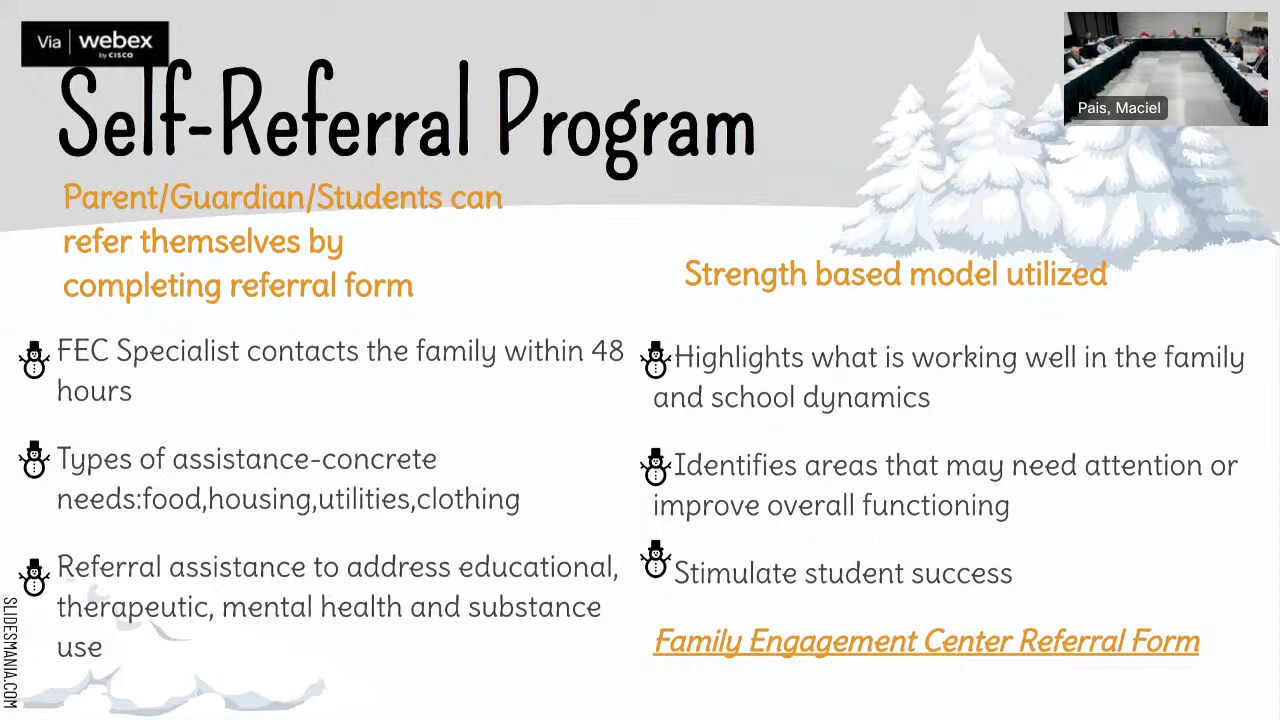 Via | webex
by CISCO
Pais, Maciel
Self-Referral Program
Parent/Guardian/Students can
refer themselves by
completing referral form
FEC Specialist contacts the family within 48
hours
Types of assistance-concrete
needs:food,housing,utilities,clothing
Referral assistance to address educational,
therapeutic, mental health and substance
use
Strength based model utilized
Highlights what is working well in the family
and school dynamics
Identifies areas that may need attention or
improve overall functioning
Stimulate student success
Family Engagement Center Referral Form
SLIDESMANIA.COM